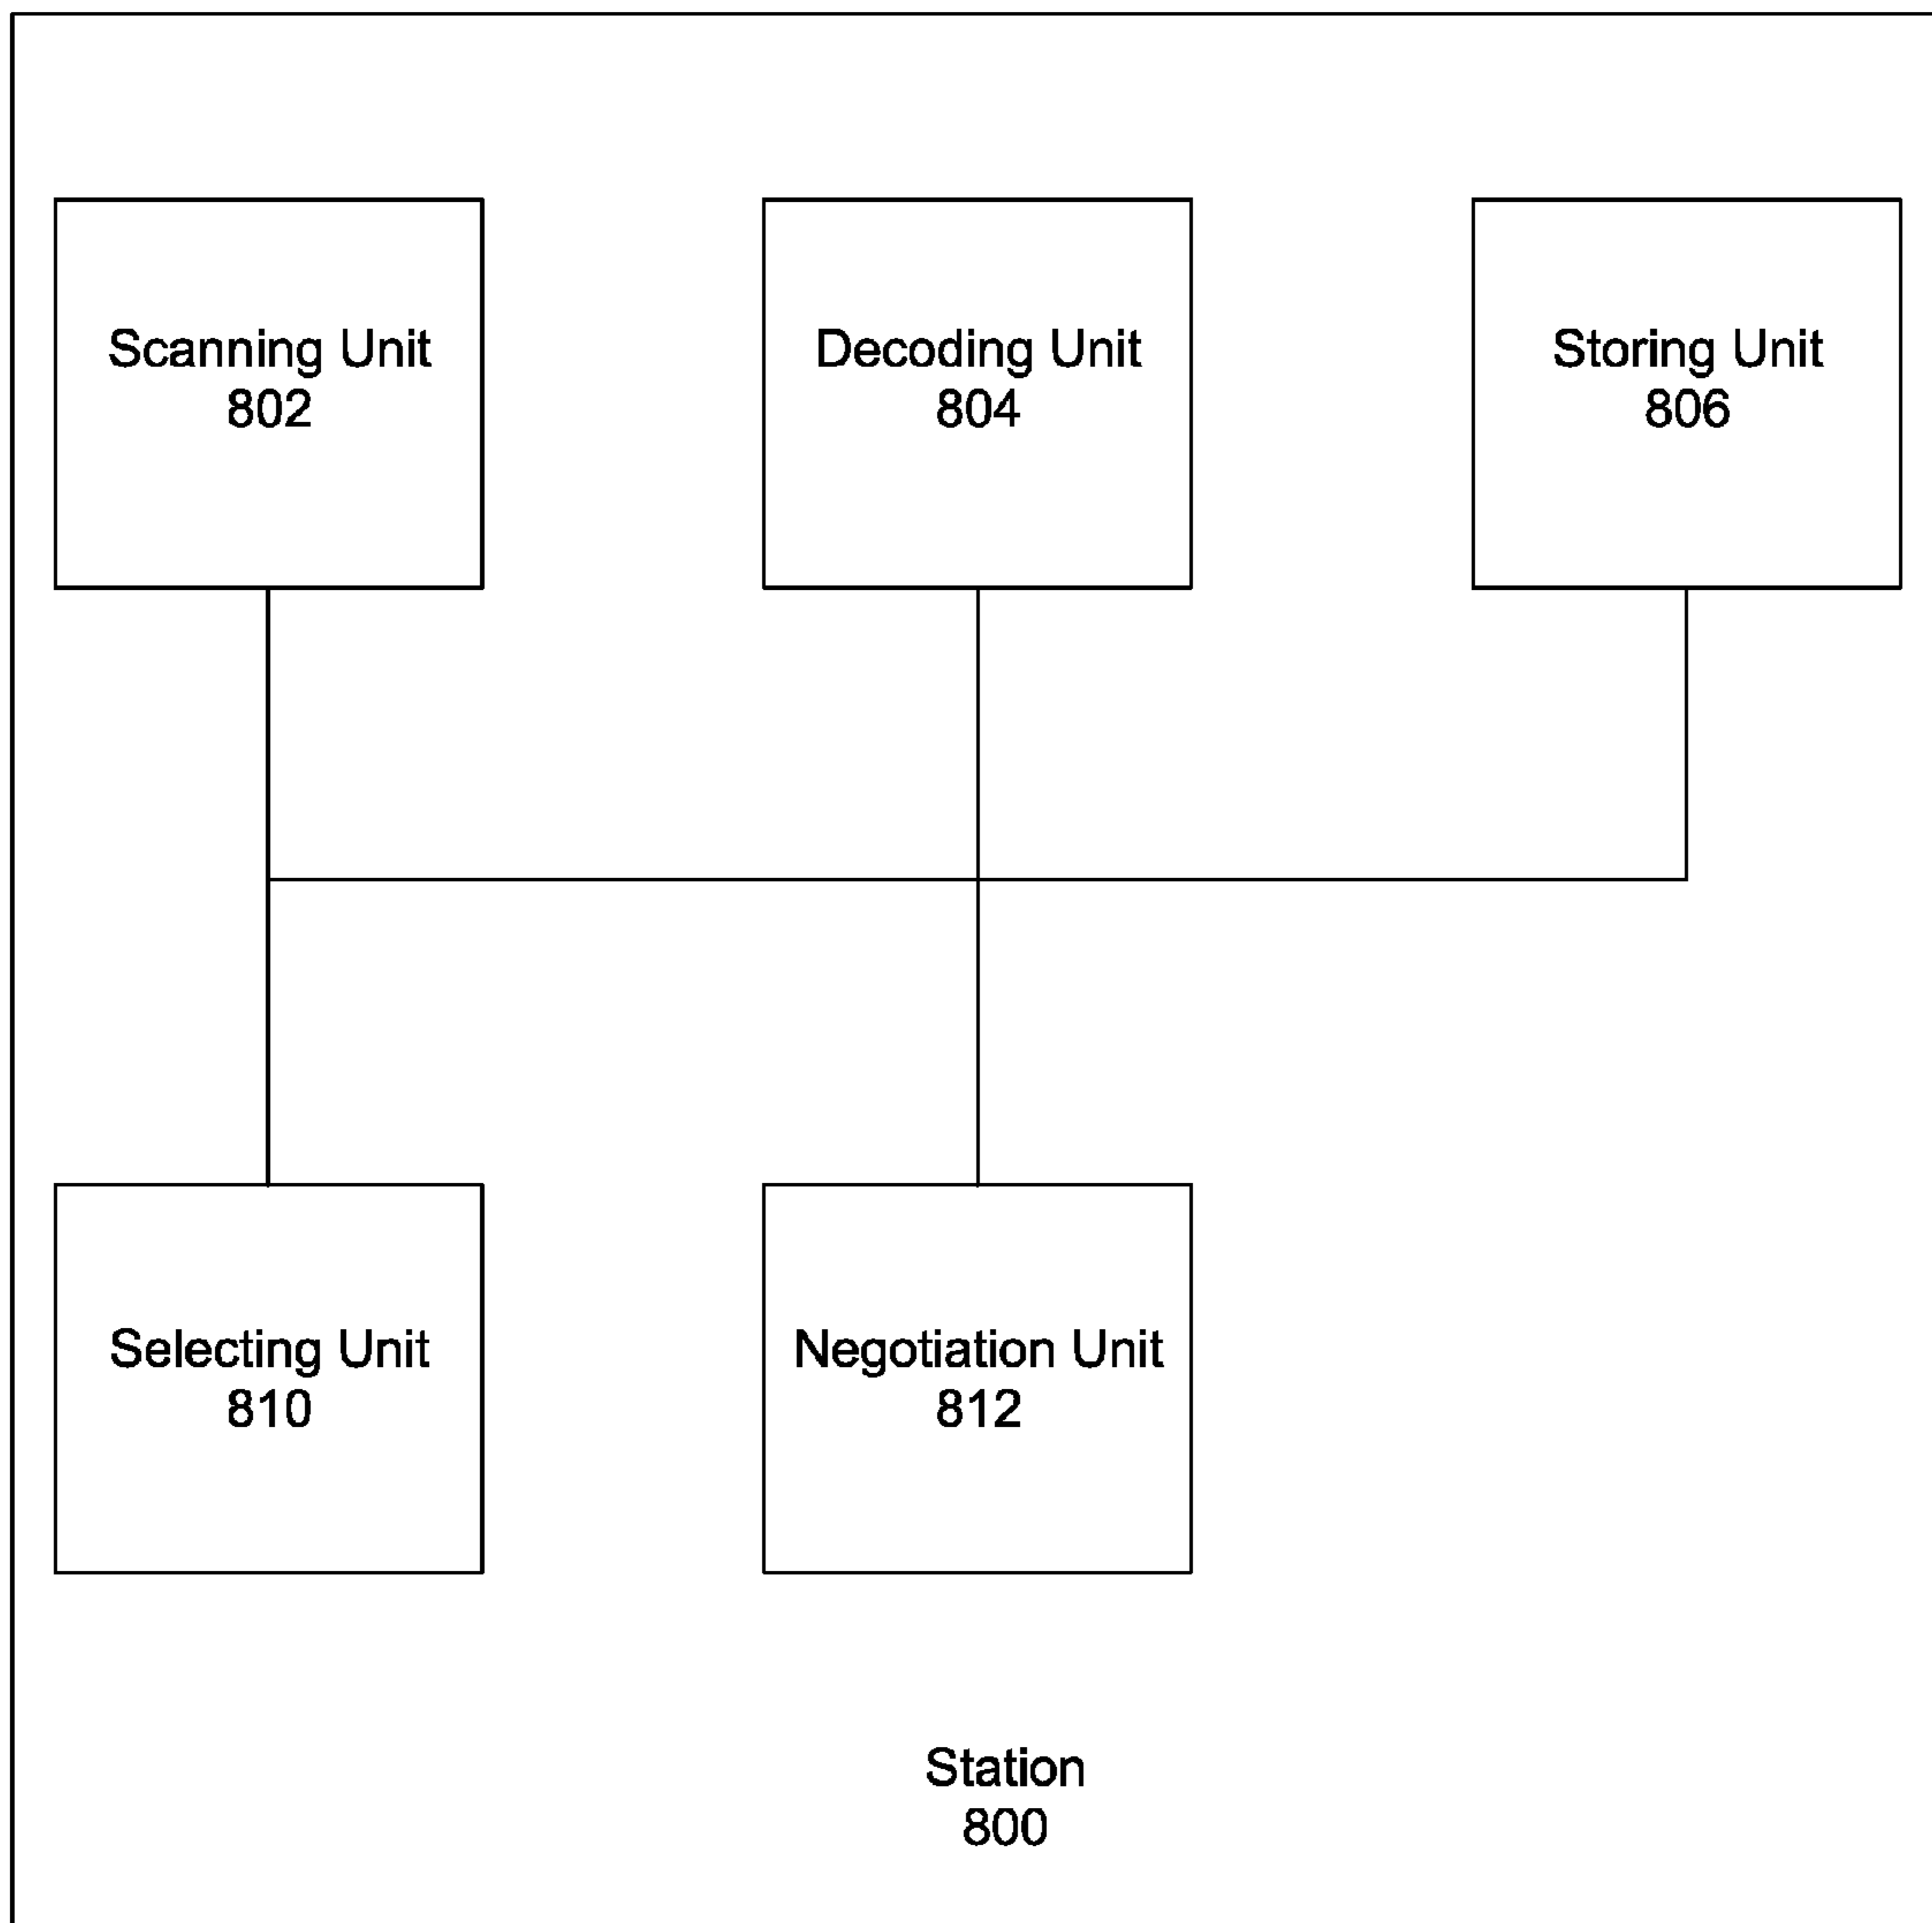 Scanning Unit
802
Decoding Unit
804
Storing Unit
806
Selecting Unit
810
Negotiation Unit
812
Station
800